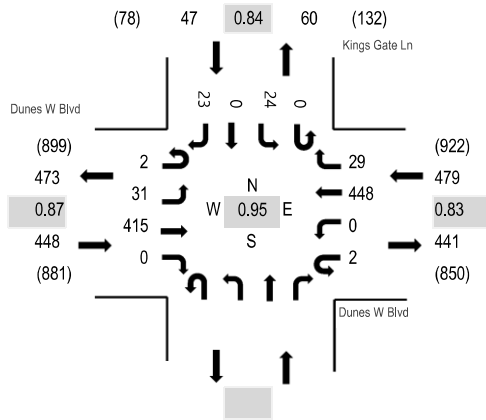 (78) 47 0.84 60 (132)
Kings Gate Ln
23 0 24 0
Dunes W Blvd
(899) (922)
2 29
473 479
31 N 448
0.87 W 0.95 E 0.83
415 S 0
448 441
0 2
(881) (850)
Dunes W Blvd